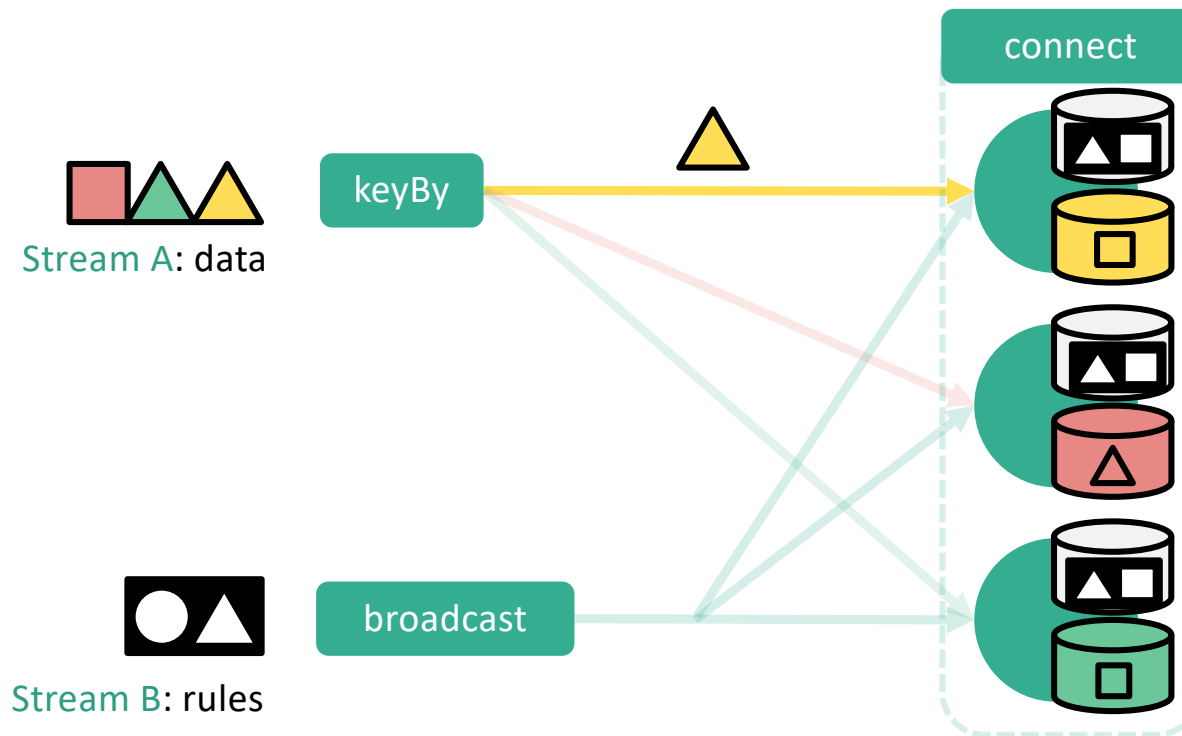 connect
keyBy
Stream A: data
broadcast
Stream B: rules